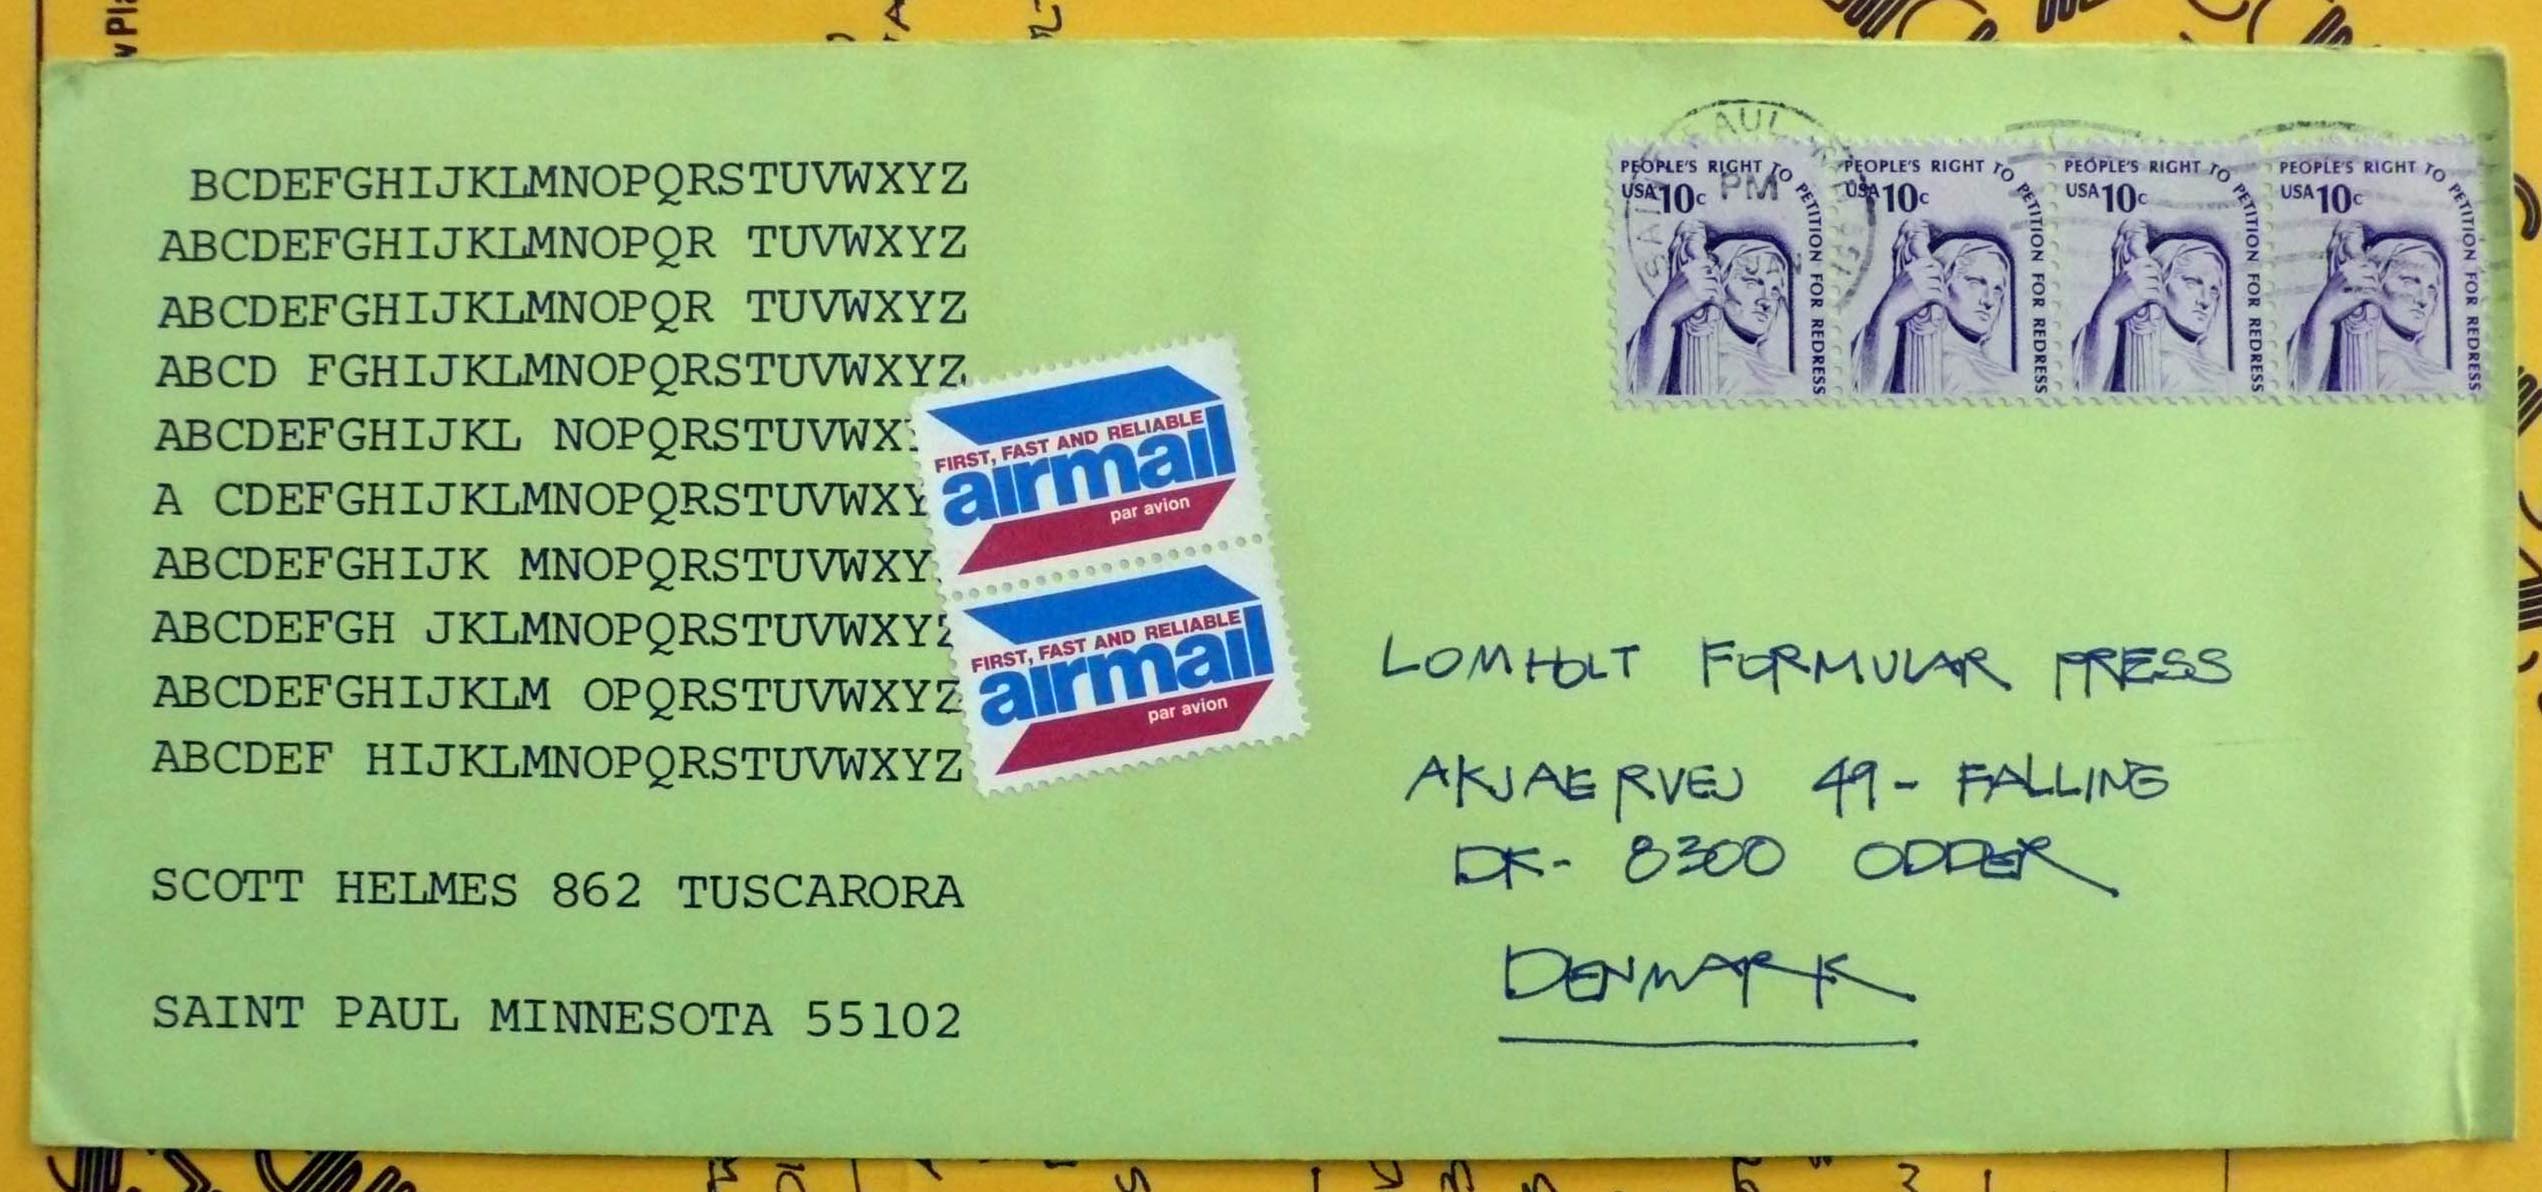 BCDEFGHIJKLMNOPQRSTUVWXYZ
ABCDEFGHIJKLMNOPQR TUVWXYZ
ABCDEFGHIJKLMNOPQR TUVWXYZ
ABCD FGHIJKLMNOPQRSTUVWXYZ
ABCDEFGHIJKL NOPQRSTUVWX
A CDEFGHIJKLMNOPQRSTUVWXY
ABCDEFGHIJK MNOPQRSTUVWXY
ABCDEFGH JKLMNOPQRSTUVWXYZ
ABCDEFGHIJKLM OPQRSTUVWXYZ
ABCDEF HIJKLMNOPQRSTUVWXYZ
SCOTT HELMES 862 TUSCARORA
SAINT PAUL MINNESOTA 55102
FIRST, FAST AND RELIABLE
airmail
par avion
FIRST, FAST AND RELIABLE
airmail
par avion
PEOPLE'S RIGHT TO PETITION FOR REDRESS
USA 10c
PEOPLE'S RIGHT TO PETITION FOR REDRESS
USA 10c
PEOPLE'S RIGHT TO PETITION FOR REDRESS
USA 10c
PEOPLE'S RIGHT TO PETITION FOR REDRESS
USA 10c
PAUL
PM
LOMHOLT FORMULAR PRESS
AKJAERVEJ 49 - FALLING
DK - 8300 ODDER
DENMARK